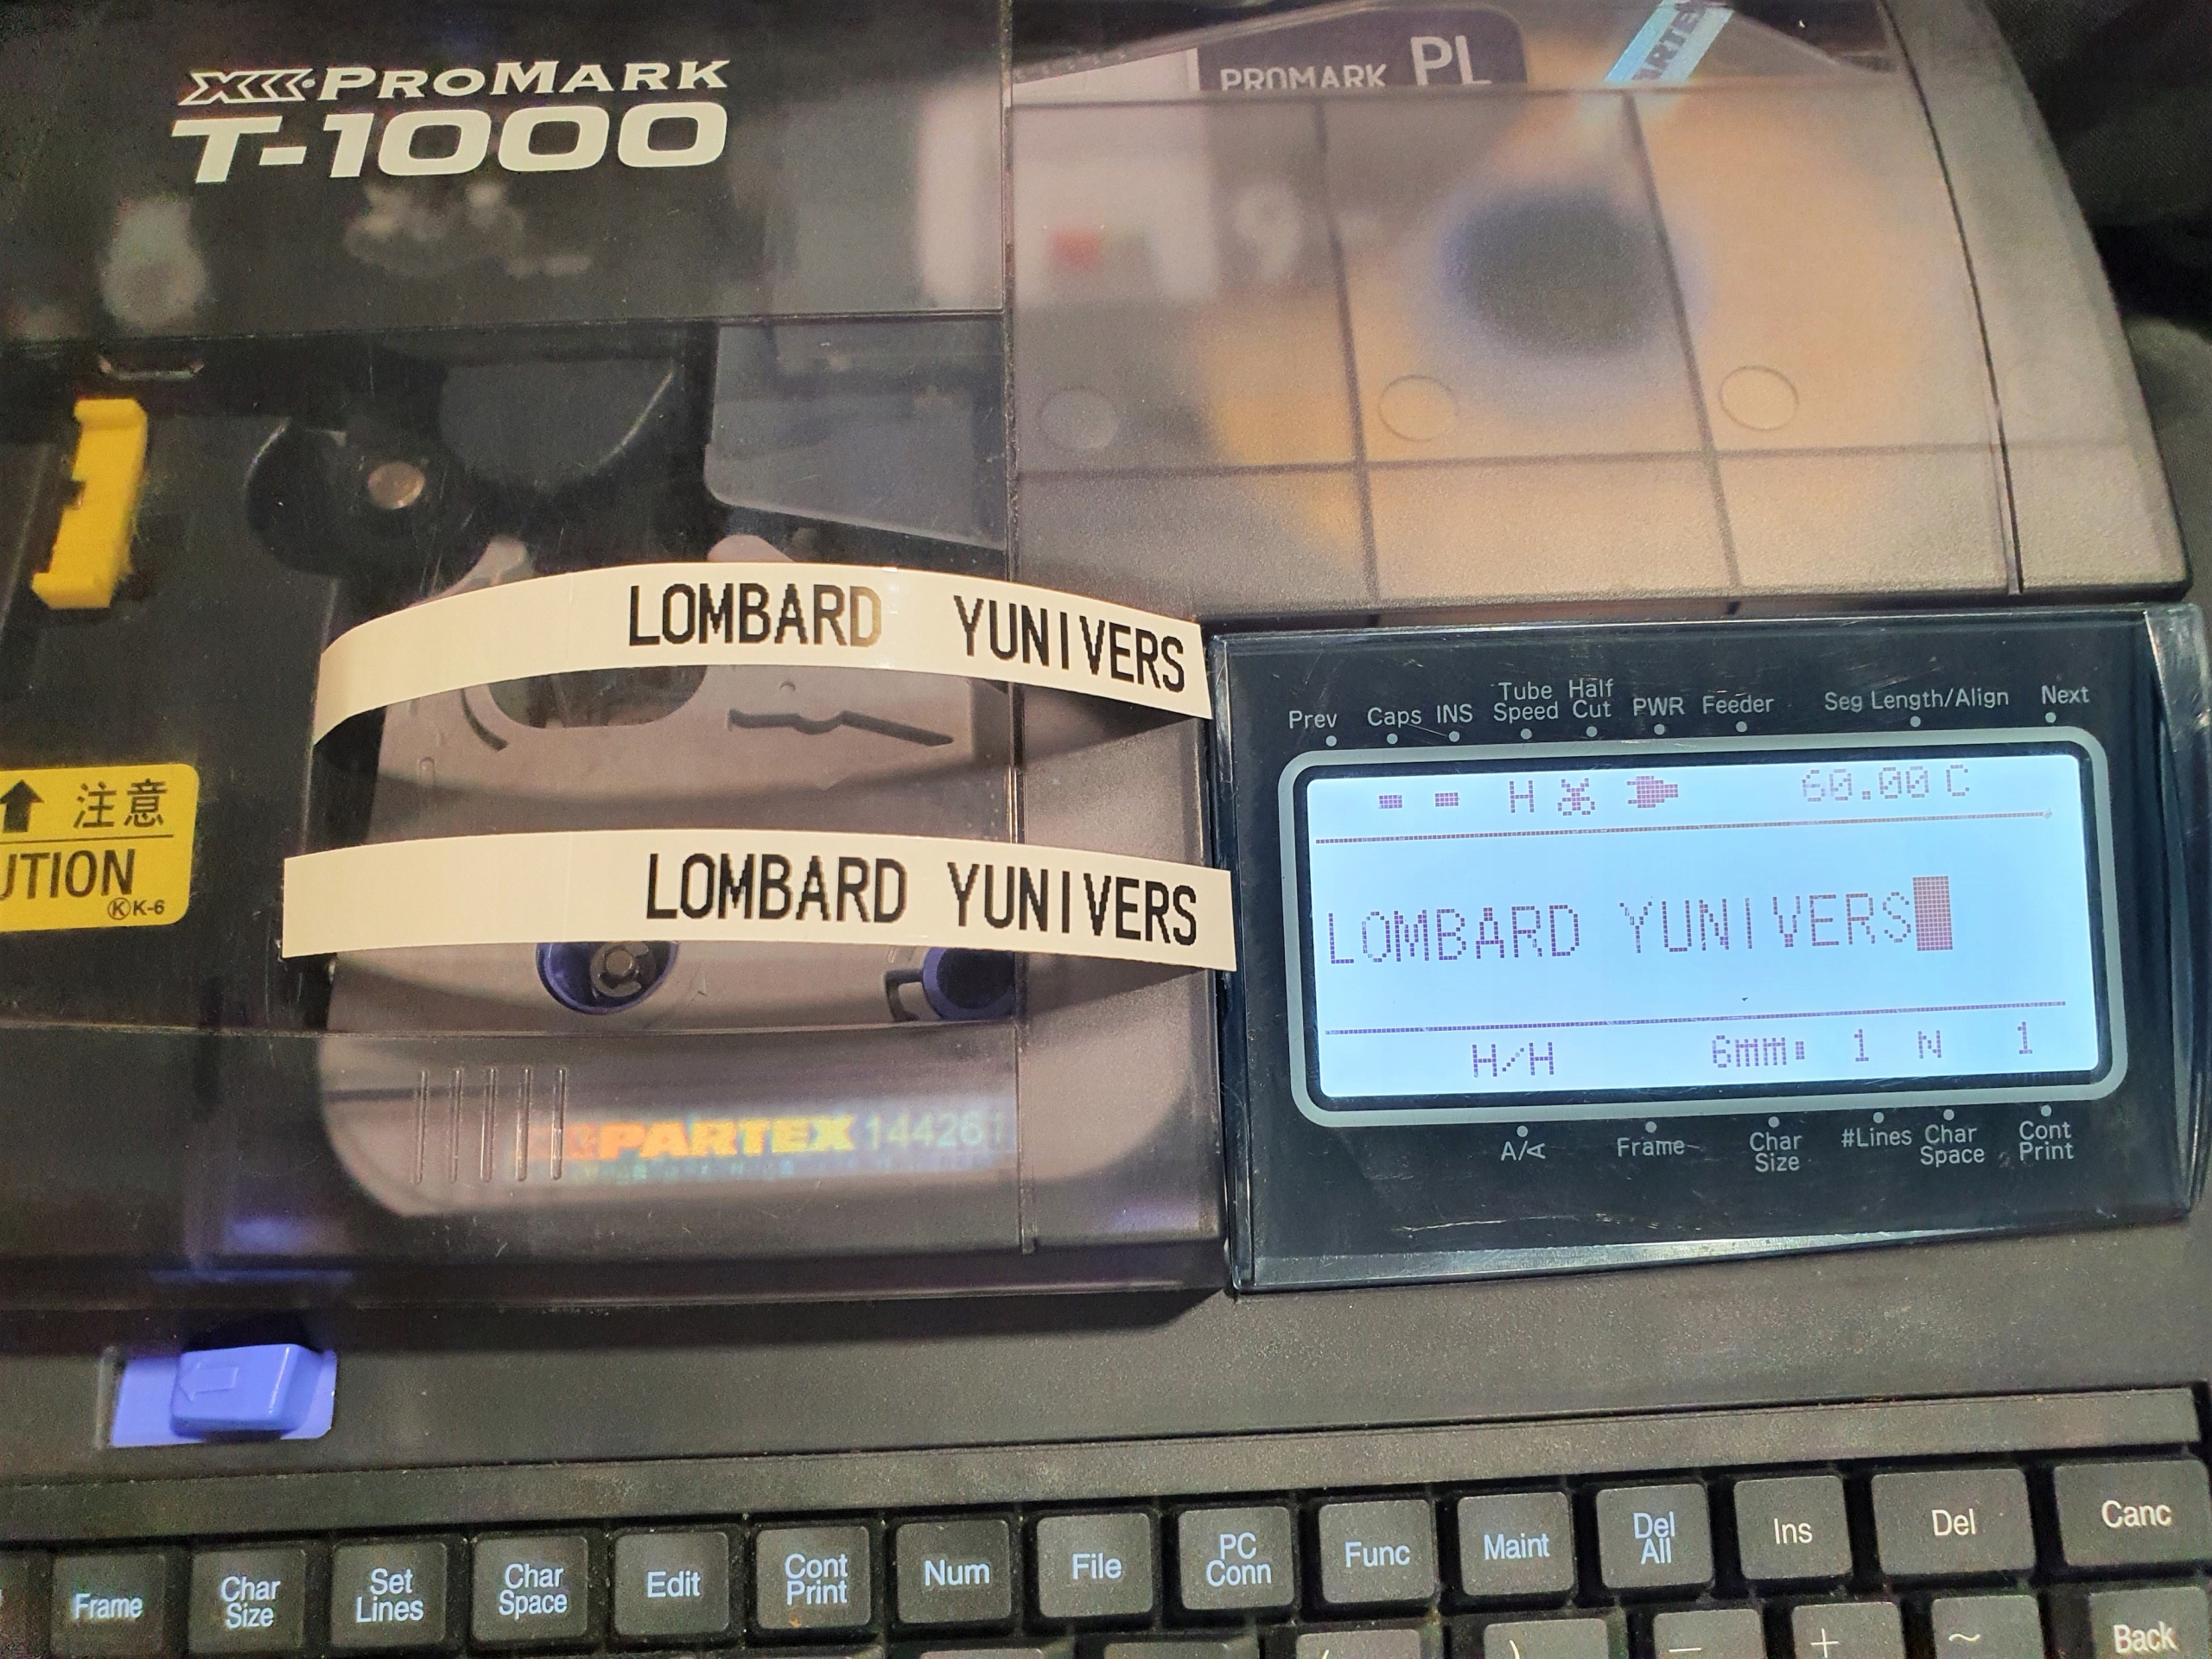 PROMARK
T-1000
PROMARK PL
PARTEX
LOMBARD YUNIVERS
LOMBARD YUNIVERS
注意
UTION
K K-6
PARTEX 144261
Prev Caps INS Tube Speed Half Cut PWR Feeder Seg Length/Align Next
H 60.00 C
LOMBARD YUNIVERS
H/H 6mm 1 N 1
A/A Frame Char Size #Lines Char Space Cont Print
Frame Char Size Set Lines Char Space Edit Cont Print Num File PC Conn Func Maint Del All Ins Del Canc
( ) — + ~ Back